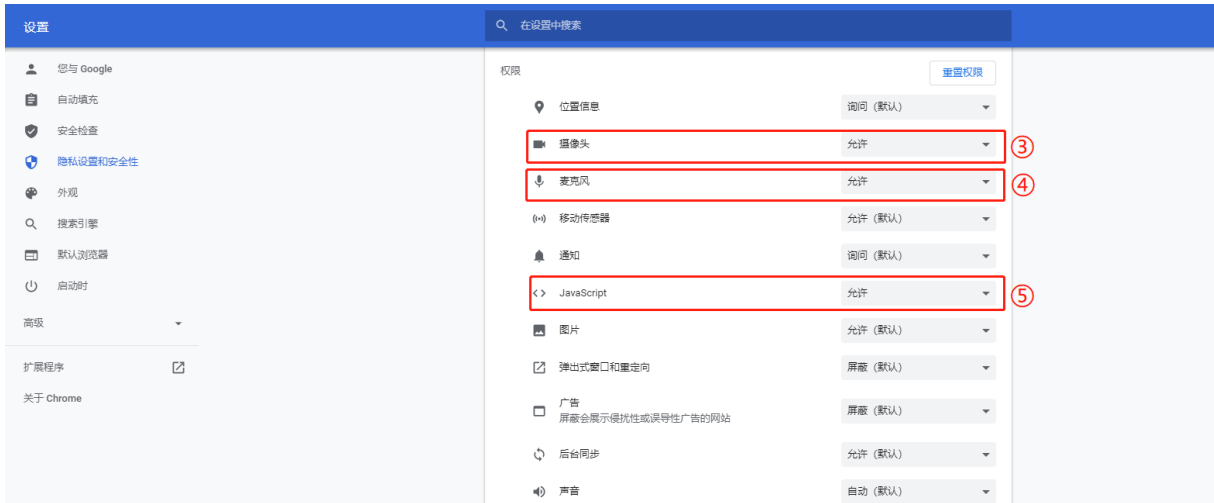 设置
在设置中搜索
您与 Google
自动填充
安全检查
隐私设置和安全性
外观
搜索引擎
默认浏览器
启动时
高级
扩展程序
关于 Chrome
权限
重置权限
位置信息 询问（默认）
摄像头 允许 ③
麦克风 允许 ④
移动传感器 允许（默认）
通知 询问（默认）
JavaScript 允许 ⑤
图片 允许（默认）
弹出式窗口和重定向 屏蔽（默认）
广告 屏蔽（默认）
屏蔽会展示侵扰性或误导性广告的网站
后台同步 允许（默认）
声音 自动（默认）